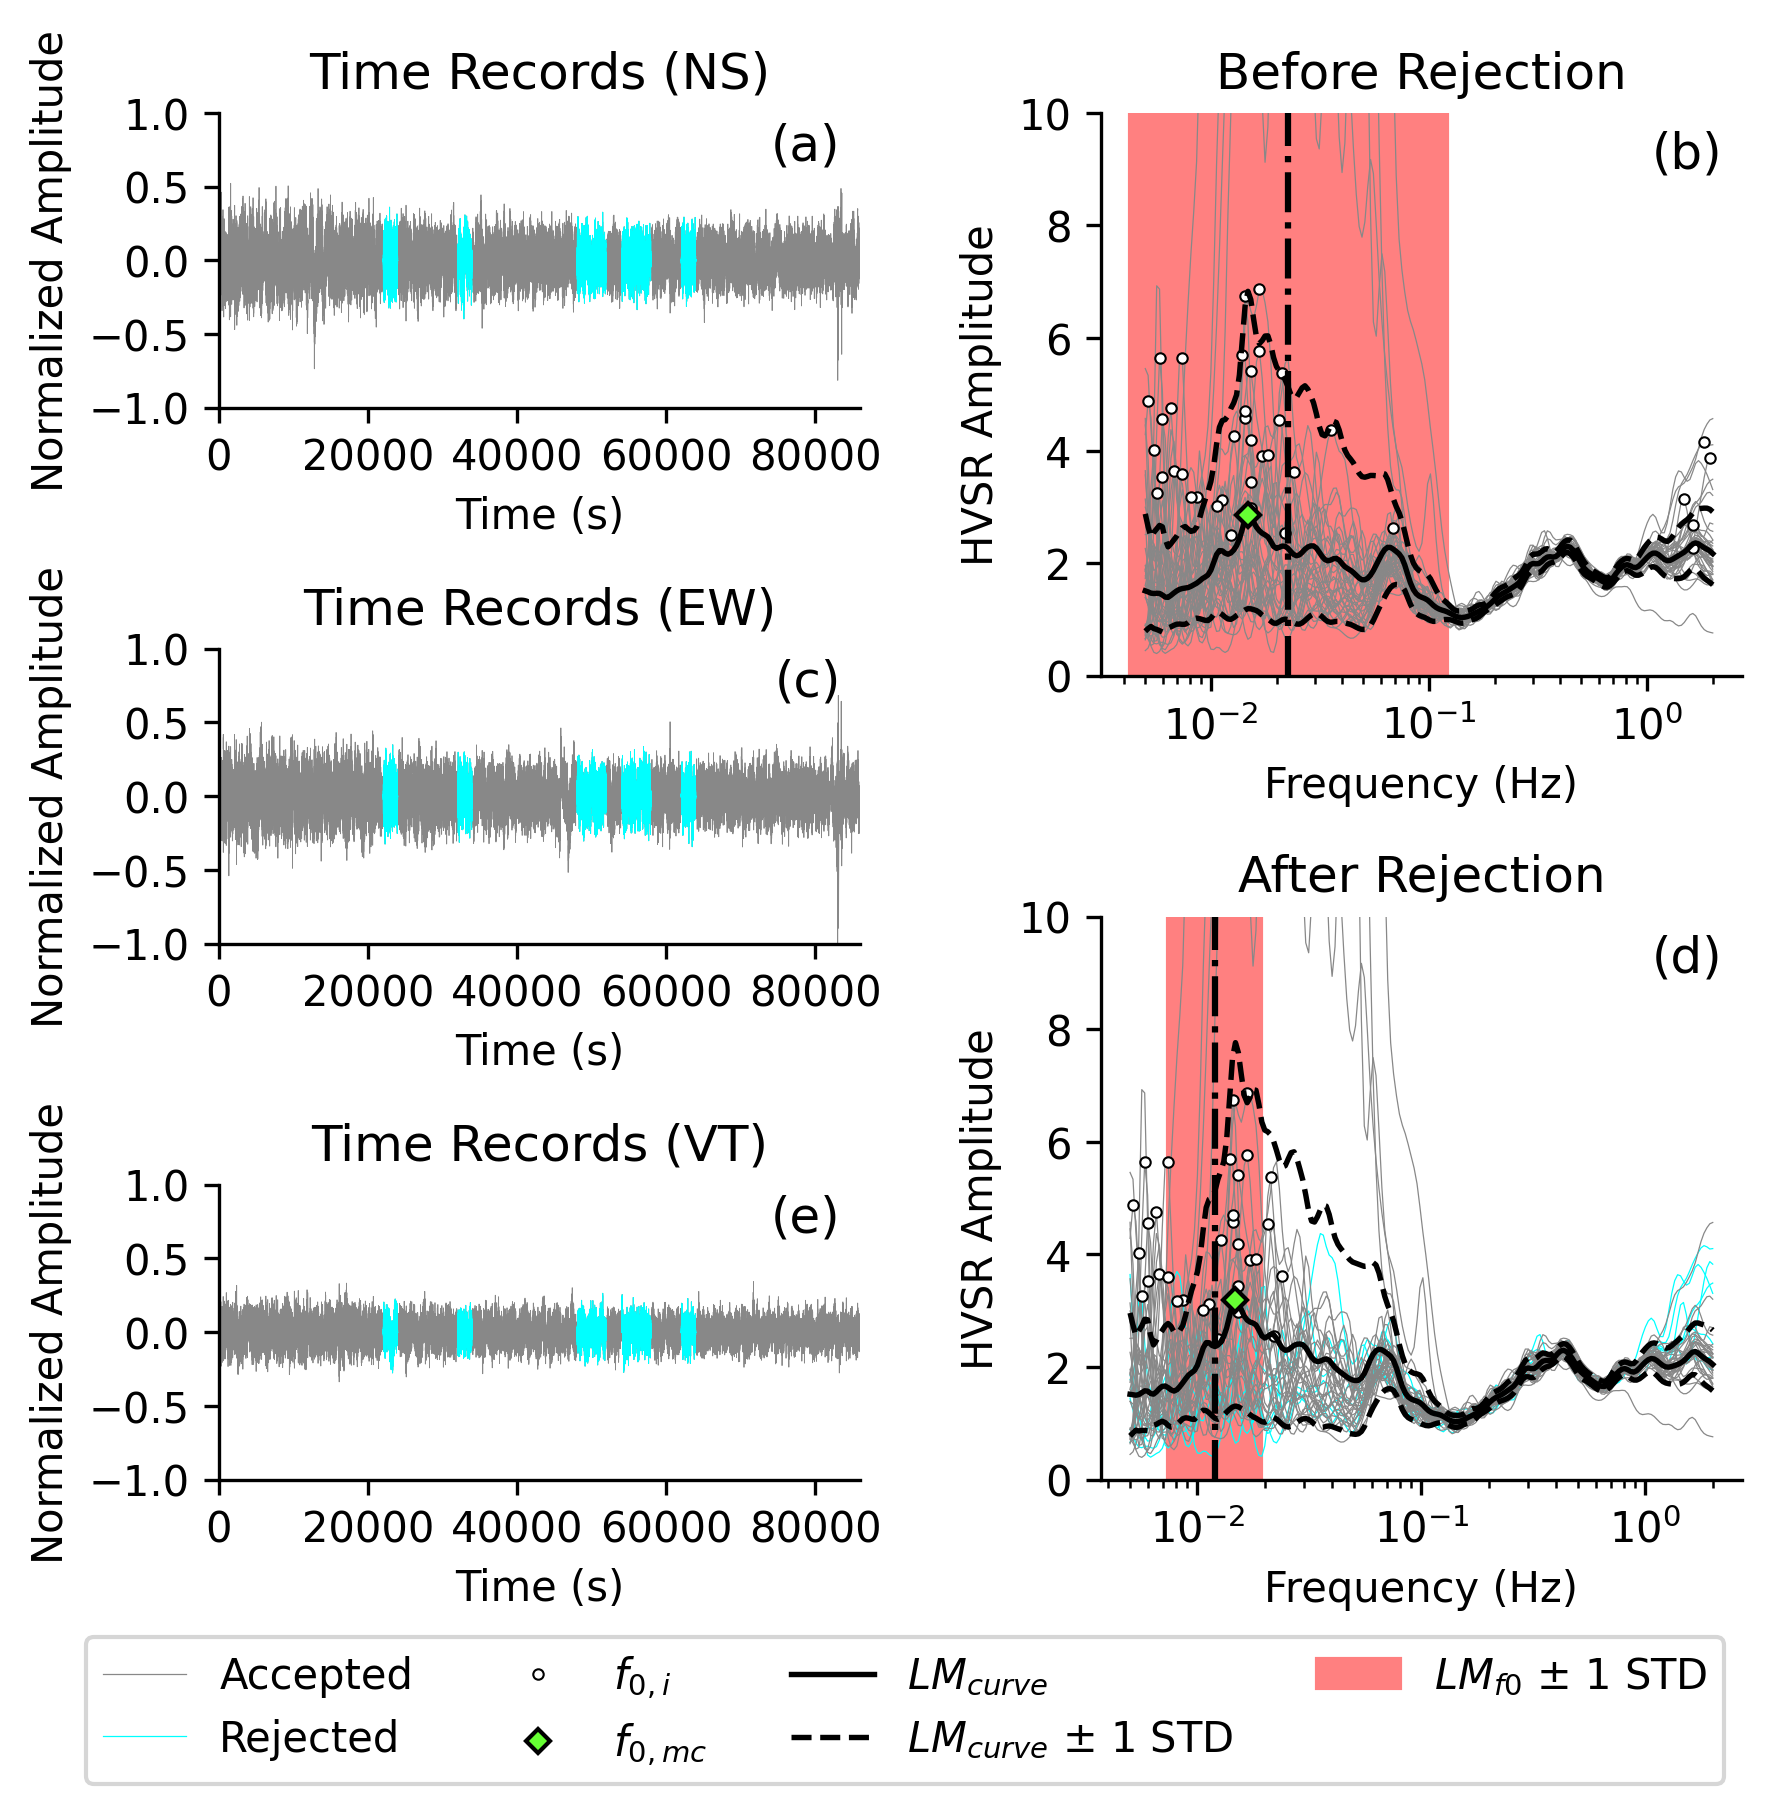 Time Records (NS)
Normalized Amplitude
1.0
0.5
0.0
−0.5
−1.0
(a)
0 20000 40000 60000 80000
Time (s)
Before Rejection
HVSR Amplitude
10
8
6
4
2
0
(b)
10⁻² 10⁻¹ 10⁰
Frequency (Hz)
Time Records (EW)
Normalized Amplitude
1.0
0.5
0.0
−0.5
−1.0
(c)
0 20000 40000 60000 80000
Time (s)
After Rejection
HVSR Amplitude
10
8
6
4
2
0
(d)
10⁻² 10⁻¹ 10⁰
Frequency (Hz)
Time Records (VT)
Normalized Amplitude
1.0
0.5
0.0
−0.5
−1.0
(e)
0 20000 40000 60000 80000
Time (s)
Accepted
Rejected
f0,i
f0,mc
LMcurve
LMcurve ± 1 STD
LMf0 ± 1 STD